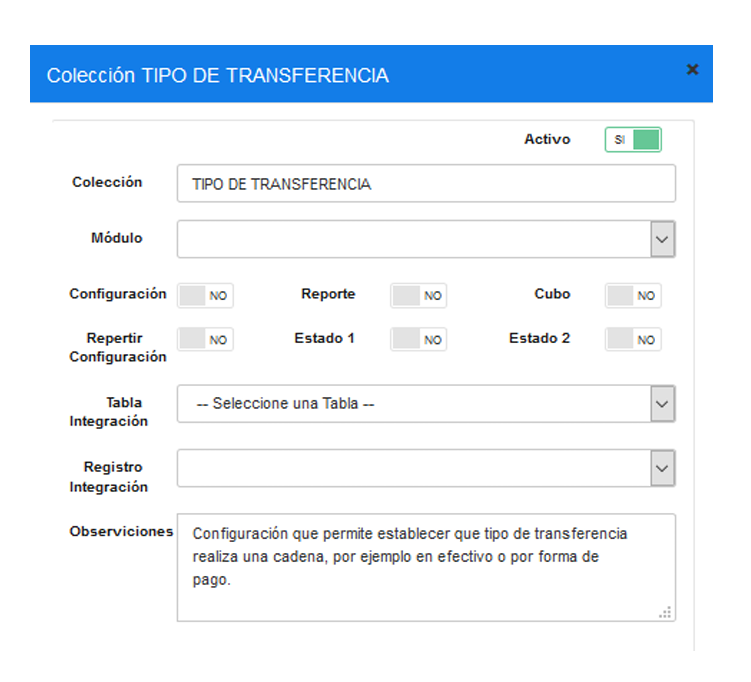 Colección TIPO DE TRANSFERENCIA
Activo SI
Colección TIPO DE TRANSFERENCIA
Módulo
Configuración NO Reporte NO Cubo NO
Repertir Configuración NO Estado 1 NO Estado 2 NO
Tabla Integración -- Seleccione una Tabla --
Registro Integración
Observiciones Configuración que permite establecer que tipo de transferencia
realiza una cadena, por ejemplo en efectivo o por forma de
pago.